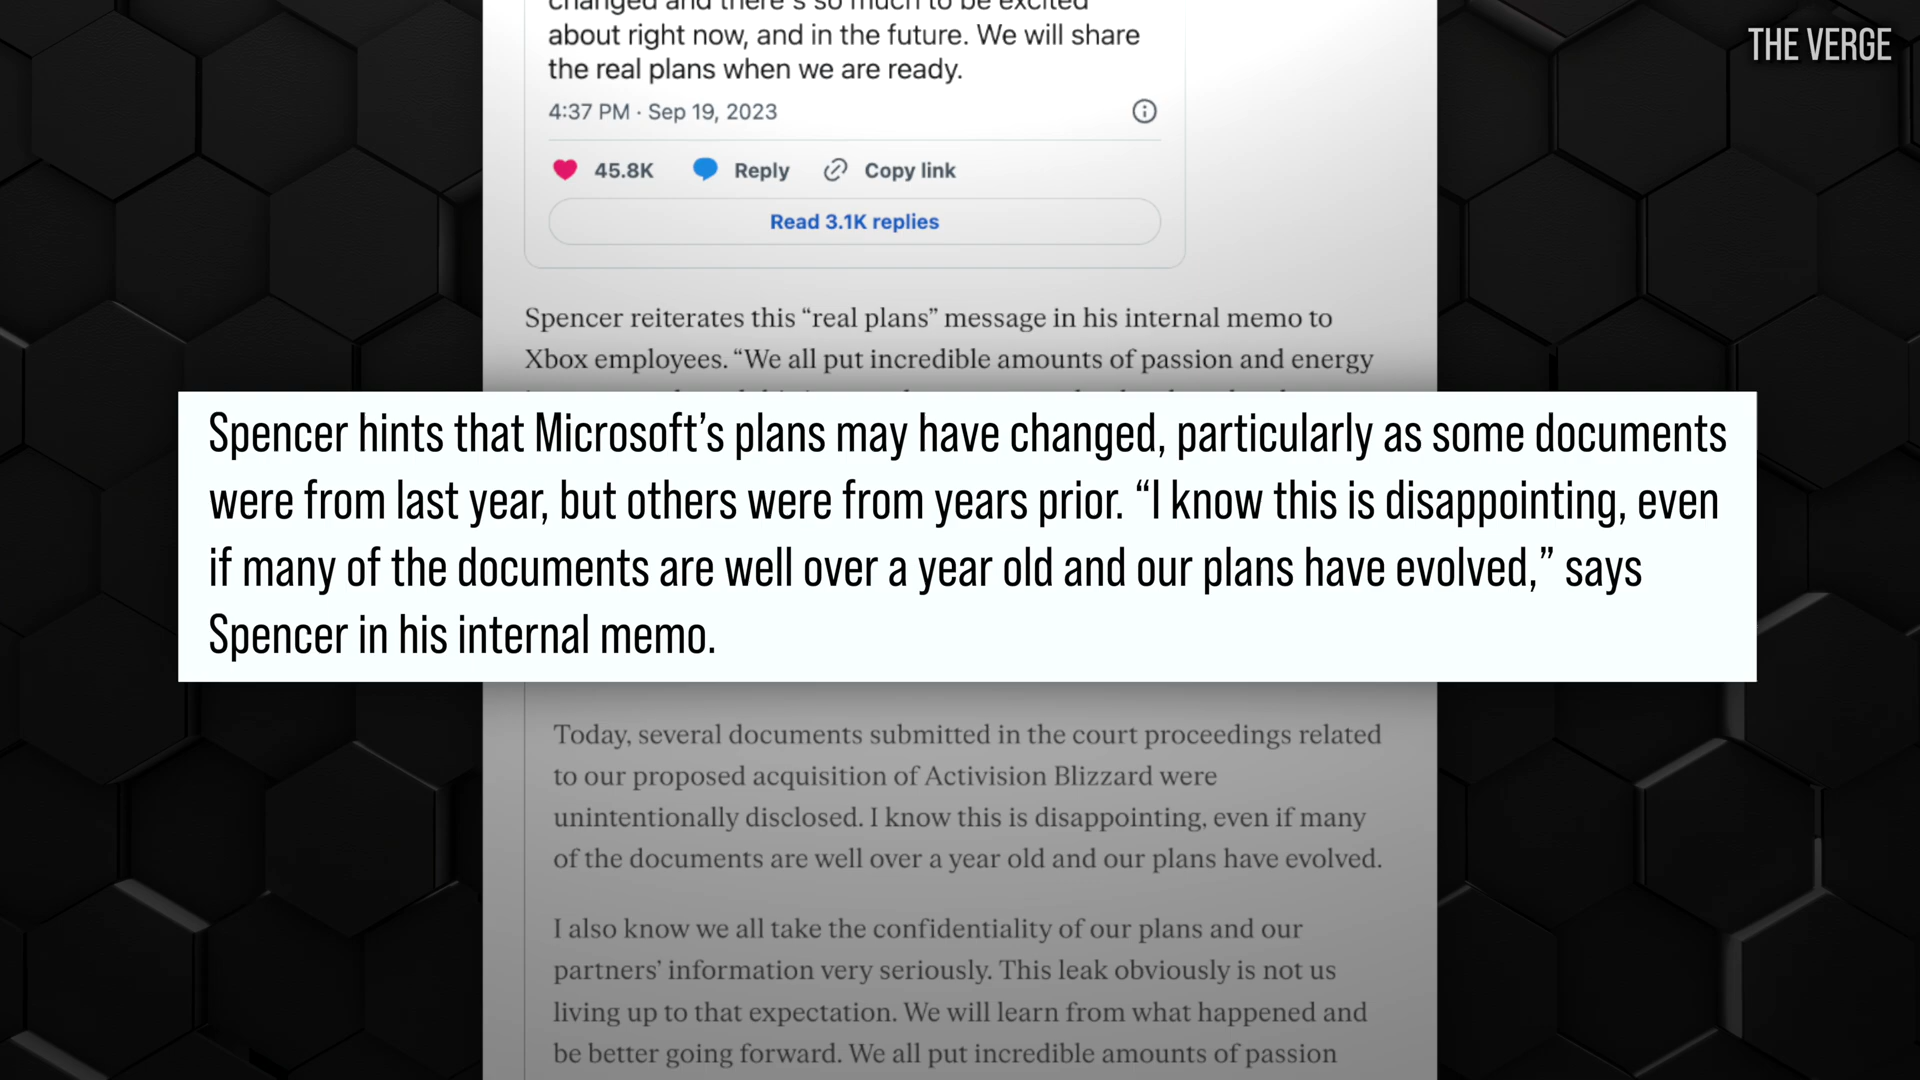 changed and there's so much to be excited
about right now, and in the future. We will share
the real plans when we are ready.
4:37 PM · Sep 19, 2023
45.8K Reply Copy link
Read 3.1K replies
THE VERGE
Spencer reiterates this “real plans” message in his internal memo to
Xbox employees. “We all put incredible amounts of passion and energy
Spencer hints that Microsoft’s plans may have changed, particularly as some documents
were from last year, but others were from years prior. “I know this is disappointing, even
if many of the documents are well over a year old and our plans have evolved,” says
Spencer in his internal memo.
Today, several documents submitted in the court proceedings related
to our proposed acquisition of Activision Blizzard were
unintentionally disclosed. I know this is disappointing, even if many
of the documents are well over a year old and our plans have evolved.
I also know we all take the confidentiality of our plans and our
partners’ information very seriously. This leak obviously is not us
living up to that expectation. We will learn from what happened and
be better going forward. We all put incredible amounts of passion